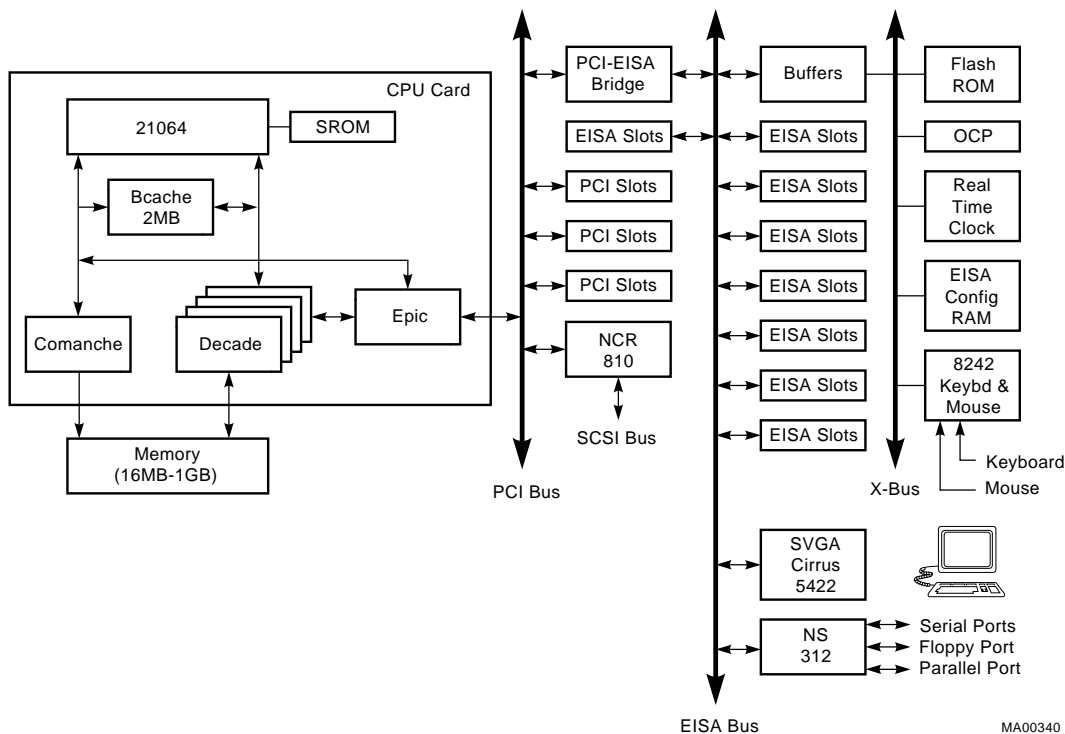 CPU Card
21064
SROM
Bcache
2MB
Comanche
Decade
Epic
Memory
(16MB-1GB)
PCI-EISA
Bridge
EISA Slots
PCI Slots
PCI Slots
PCI Slots
NCR
810
SCSI Bus
PCI Bus
Buffers
EISA Slots
EISA Slots
EISA Slots
EISA Slots
EISA Slots
EISA Slots
EISA Slots
SVGA
Cirrus
5422
NS
312
Serial Ports
Floppy Port
Parallel Port
EISA Bus
Flash
ROM
OCP
Real
Time
Clock
EISA
Config
RAM
8242
Keybd &
Mouse
Keyboard
Mouse
X-Bus
MA00340